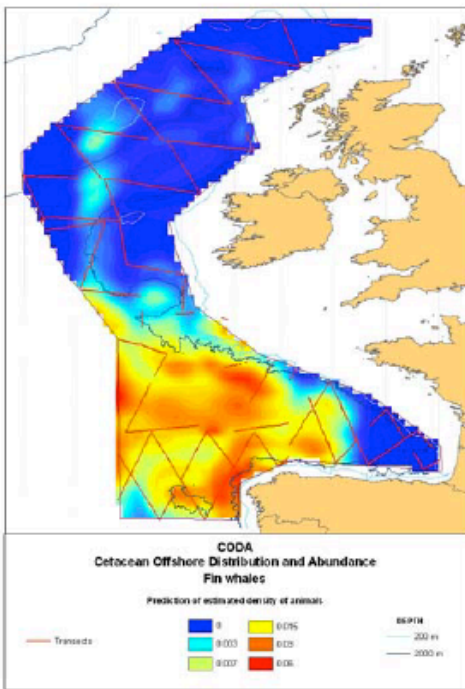 CODA
Cetacean Offshore Distribution and Abundance
Fin whales
Prediction of estimated density of animals
Transects
0
0.003
0.007
0.015
0.03
0.06
DEPTH
200 m
2000 m